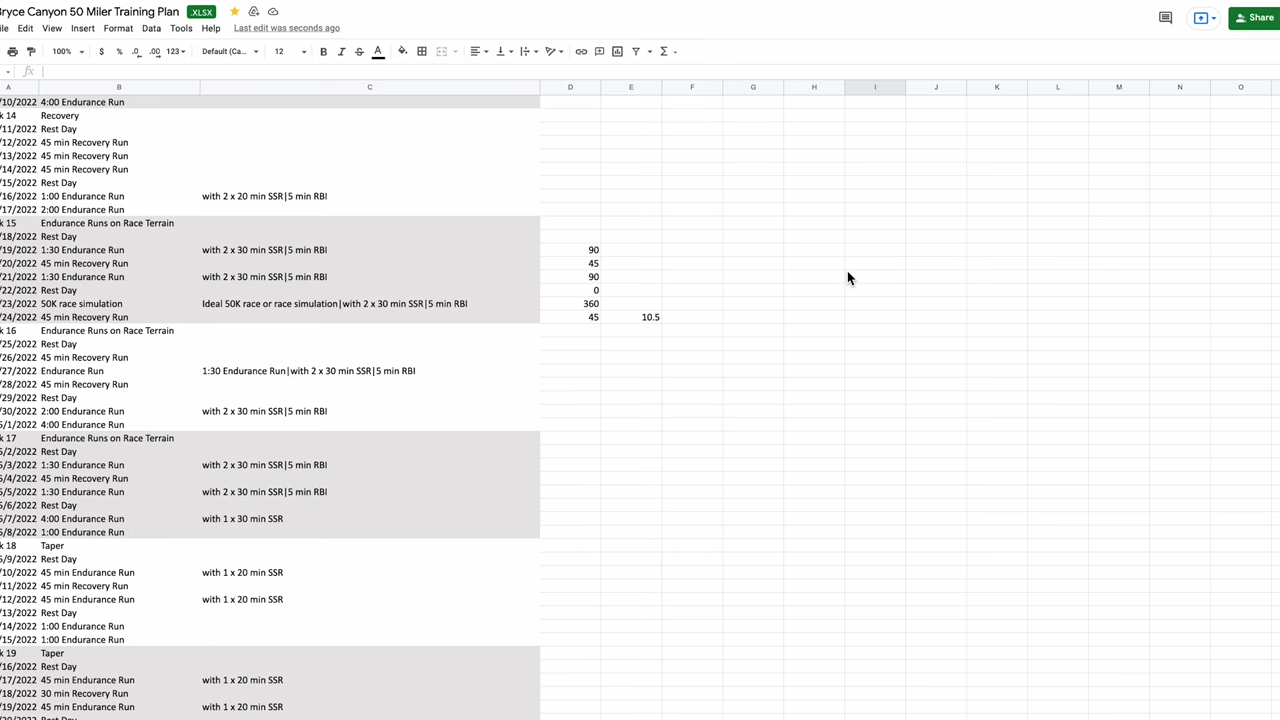 Bryce Canyon 50 Miler Training Plan .XLSX
File Edit View Insert Format Data Tools Help Last edit was seconds ago
Share
100% $ % .0 .00 123 Default (Ca... 12 B I S A
fx
A B C D E F G H I J K L M N O
/10/2022 4:00 Endurance Run
k 14 Recovery
/11/2022 Rest Day
/12/2022 45 min Recovery Run
/13/2022 45 min Recovery Run
/14/2022 45 min Recovery Run
/15/2022 Rest Day
/16/2022 1:00 Endurance Run with 2 x 20 min SSR|5 min RBI
/17/2022 2:00 Endurance Run
k 15 Endurance Runs on Race Terrain
/18/2022 Rest Day
/19/2022 1:30 Endurance Run with 2 x 30 min SSR|5 min RBI 90
/20/2022 45 min Recovery Run 45
/21/2022 1:30 Endurance Run with 2 x 30 min SSR|5 min RBI 90
/22/2022 Rest Day 0
/23/2022 50K race simulation Ideal 50K race or race simulation|with 2 x 30 min SSR|5 min RBI 360
/24/2022 45 min Recovery Run 45 10.5
k 16 Endurance Runs on Race Terrain
/25/2022 Rest Day
/26/2022 45 min Recovery Run
/27/2022 Endurance Run 1:30 Endurance Run|with 2 x 30 min SSR|5 min RBI
/28/2022 45 min Recovery Run
/29/2022 Rest Day
/30/2022 2:00 Endurance Run with 2 x 30 min SSR|5 min RBI
5/1/2022 4:00 Endurance Run
k 17 Endurance Runs on Race Terrain
5/2/2022 Rest Day
5/3/2022 1:30 Endurance Run with 2 x 30 min SSR|5 min RBI
5/4/2022 45 min Recovery Run
5/5/2022 1:30 Endurance Run with 2 x 30 min SSR|5 min RBI
5/6/2022 Rest Day
5/7/2022 4:00 Endurance Run with 1 x 30 min SSR
5/8/2022 1:00 Endurance Run
k 18 Taper
5/9/2022 Rest Day
/10/2022 45 min Endurance Run with 1 x 20 min SSR
/11/2022 45 min Recovery Run
/12/2022 45 min Endurance Run with 1 x 20 min SSR
/13/2022 Rest Day
/14/2022 1:00 Endurance Run
/15/2022 1:00 Endurance Run
k 19 Taper
/16/2022 Rest Day
/17/2022 45 min Endurance Run with 1 x 20 min SSR
/18/2022 30 min Recovery Run
/19/2022 45 min Endurance Run with 1 x 20 min SSR
/20/2022 Rest Day